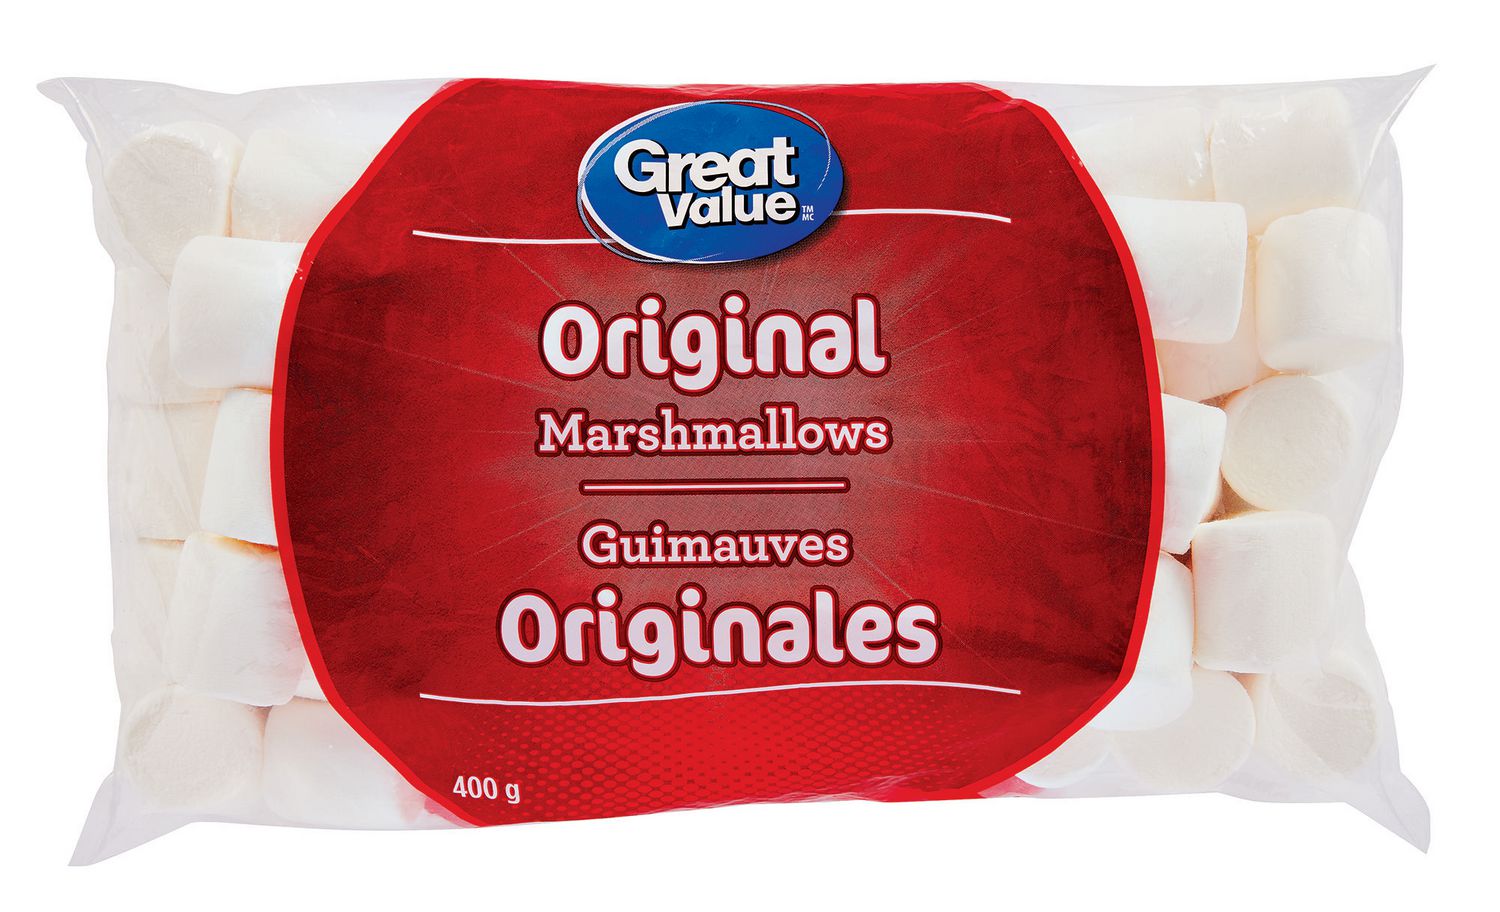 Great
Value TM
MC
Original
Marshmallows
Guimauves
Originales
400 g